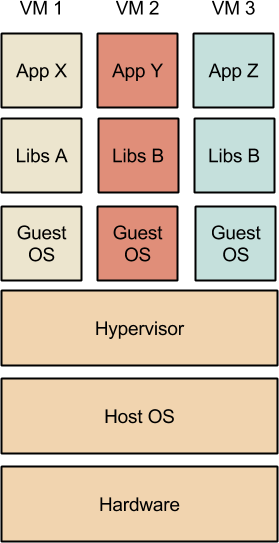 VM 1 VM 2 VM 3
App X App Y App Z
Libs A Libs B Libs B
Guest OS Guest OS Guest OS
Hypervisor
Host OS
Hardware